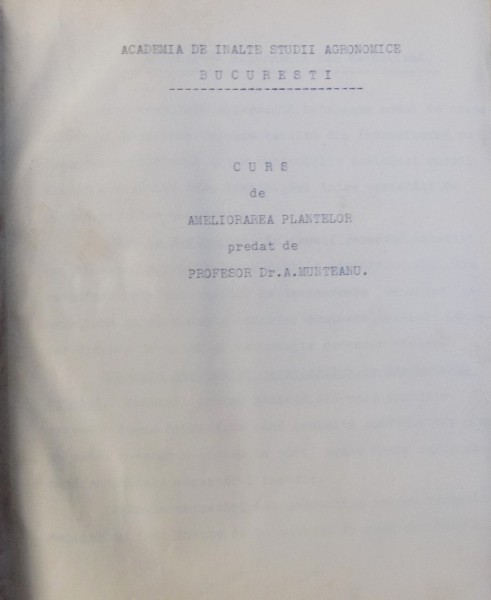 ACADEMIA DE INALTE STUDII AGRONOMICE
B U C U R E S T I
-------------------------
C U R S
de
AMELIORAREA PLANTELOR
predat de
PROFESOR Dr.A.MUNTEANU.